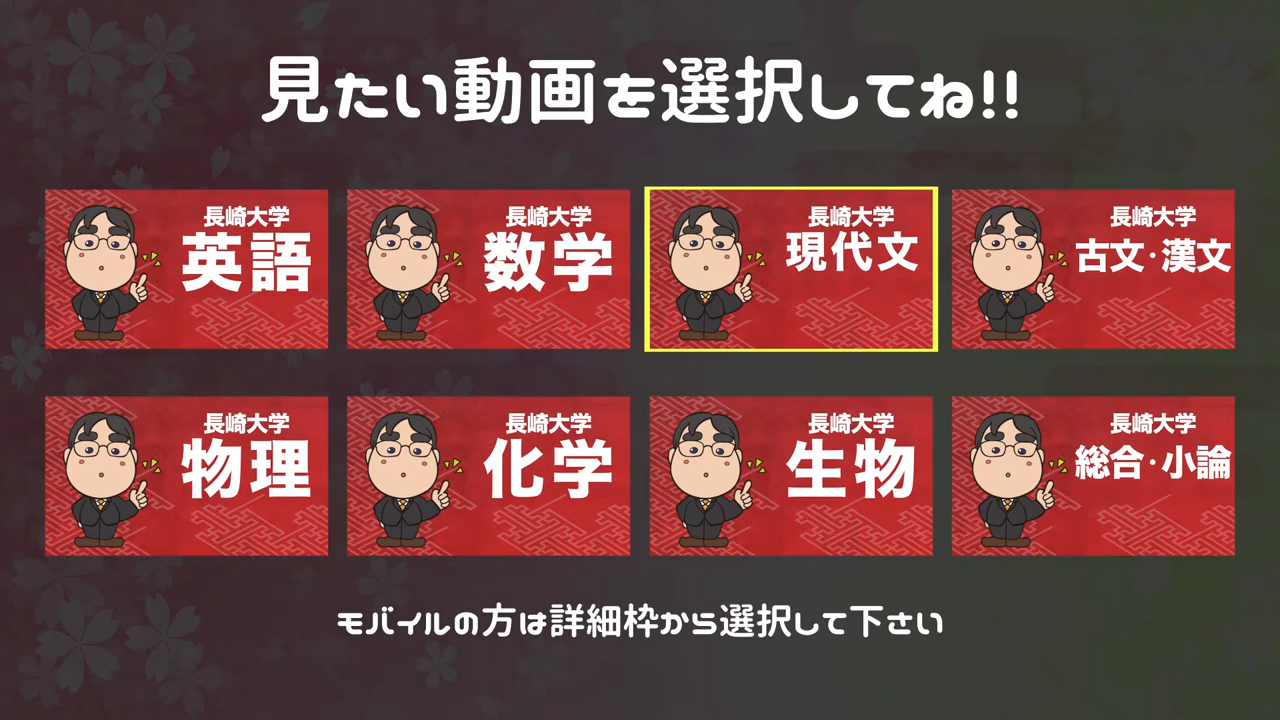 見たい動画を選択してね!!
長崎大学
英語
長崎大学
数学
長崎大学
現代文
長崎大学
古文・漢文
長崎大学
物理
長崎大学
化学
長崎大学
生物
長崎大学
総合・小論
モバイルの方は詳細枠から選択して下さい